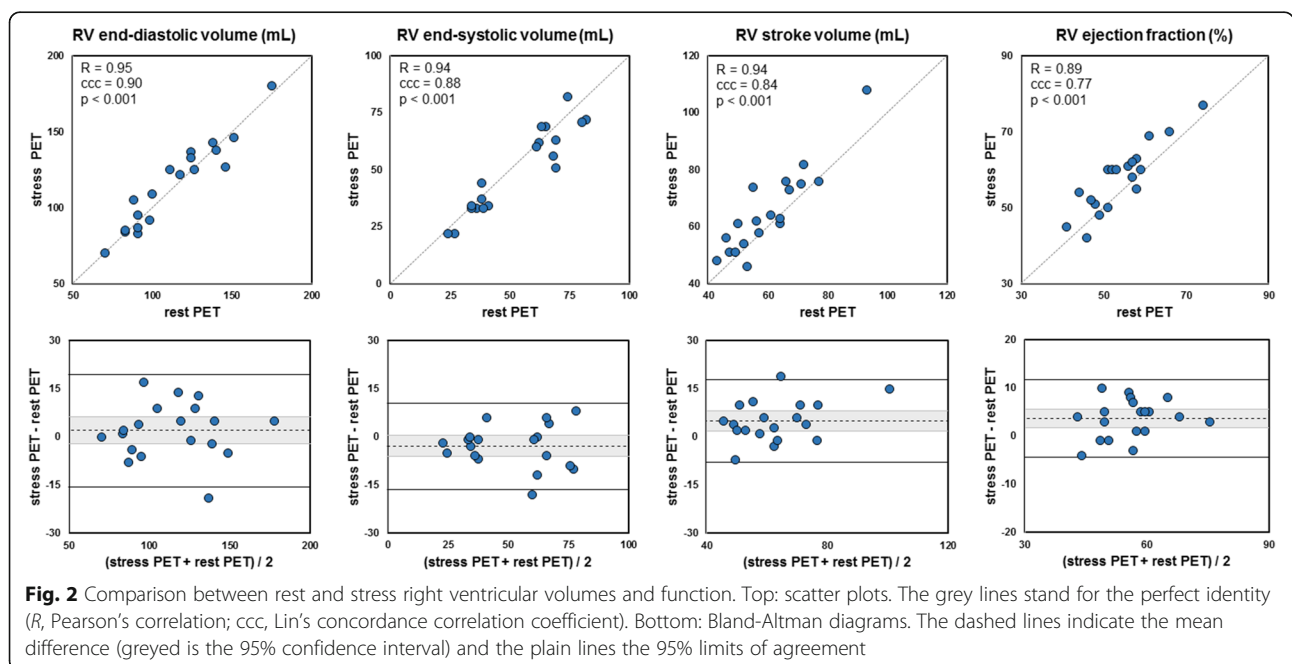 RV end-diastolic volume (mL)
200
150
100
50
stress PET
R = 0.95
ccc = 0.90
p < 0.001
50 100 150 200
rest PET
RV end-systolic volume (mL)
100
75
50
25
0
stress PET
R = 0.94
ccc = 0.88
p < 0.001
0 25 50 75 100
rest PET
RV stroke volume (mL)
120
100
80
60
40
stress PET
R = 0.94
ccc = 0.84
p < 0.001
40 60 80 100 120
rest PET
RV ejection fraction (%)
90
70
50
30
stress PET
R = 0.89
ccc = 0.77
p < 0.001
30 50 70 90
rest PET
30
15
0
-15
-30
stress PET - rest PET
50 100 150 200
(stress PET + rest PET) / 2
30
15
0
-15
-30
stress PET - rest PET
0 25 50 75 100
(stress PET + rest PET) / 2
30
15
0
-15
-30
stress PET - rest PET
40 80 120
(stress PET + rest PET) / 2
20
10
0
-10
-20
stress PET - rest PET
30 60 90
(stress PET + rest PET) / 2
Fig. 2 Comparison between rest and stress right ventricular volumes and function. Top: scatter plots. The grey lines stand for the perfect identity
(R, Pearson's correlation; ccc, Lin's concordance correlation coefficient). Bottom: Bland-Altman diagrams. The dashed lines indicate the mean
difference (greyed is the 95% confidence interval) and the plain lines the 95% limits of agreement